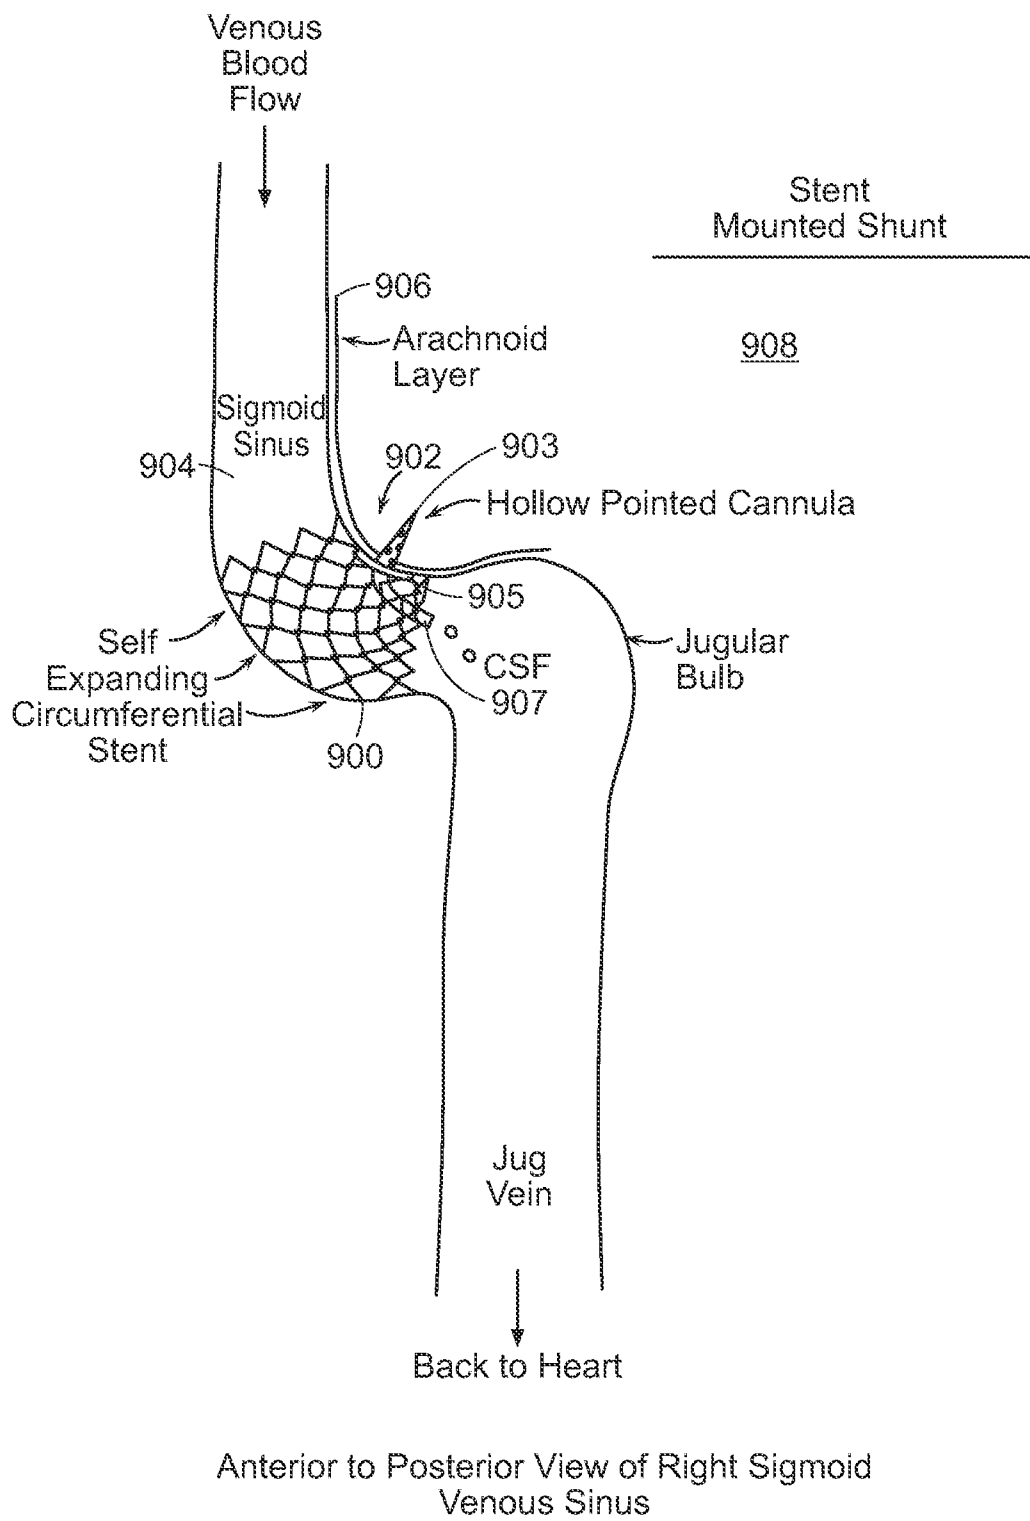 Venous
Blood
Flow
Stent
Mounted Shunt
906
Arachnoid
Layer
908
Sigmoid
Sinus
904
902
903
Hollow Pointed Cannula
905
Self
Expanding
Circumferential
Stent
CSF
907
900
Jugular
Bulb
Jug
Vein
Back to Heart
Anterior to Posterior View of Right Sigmoid
Venous Sinus